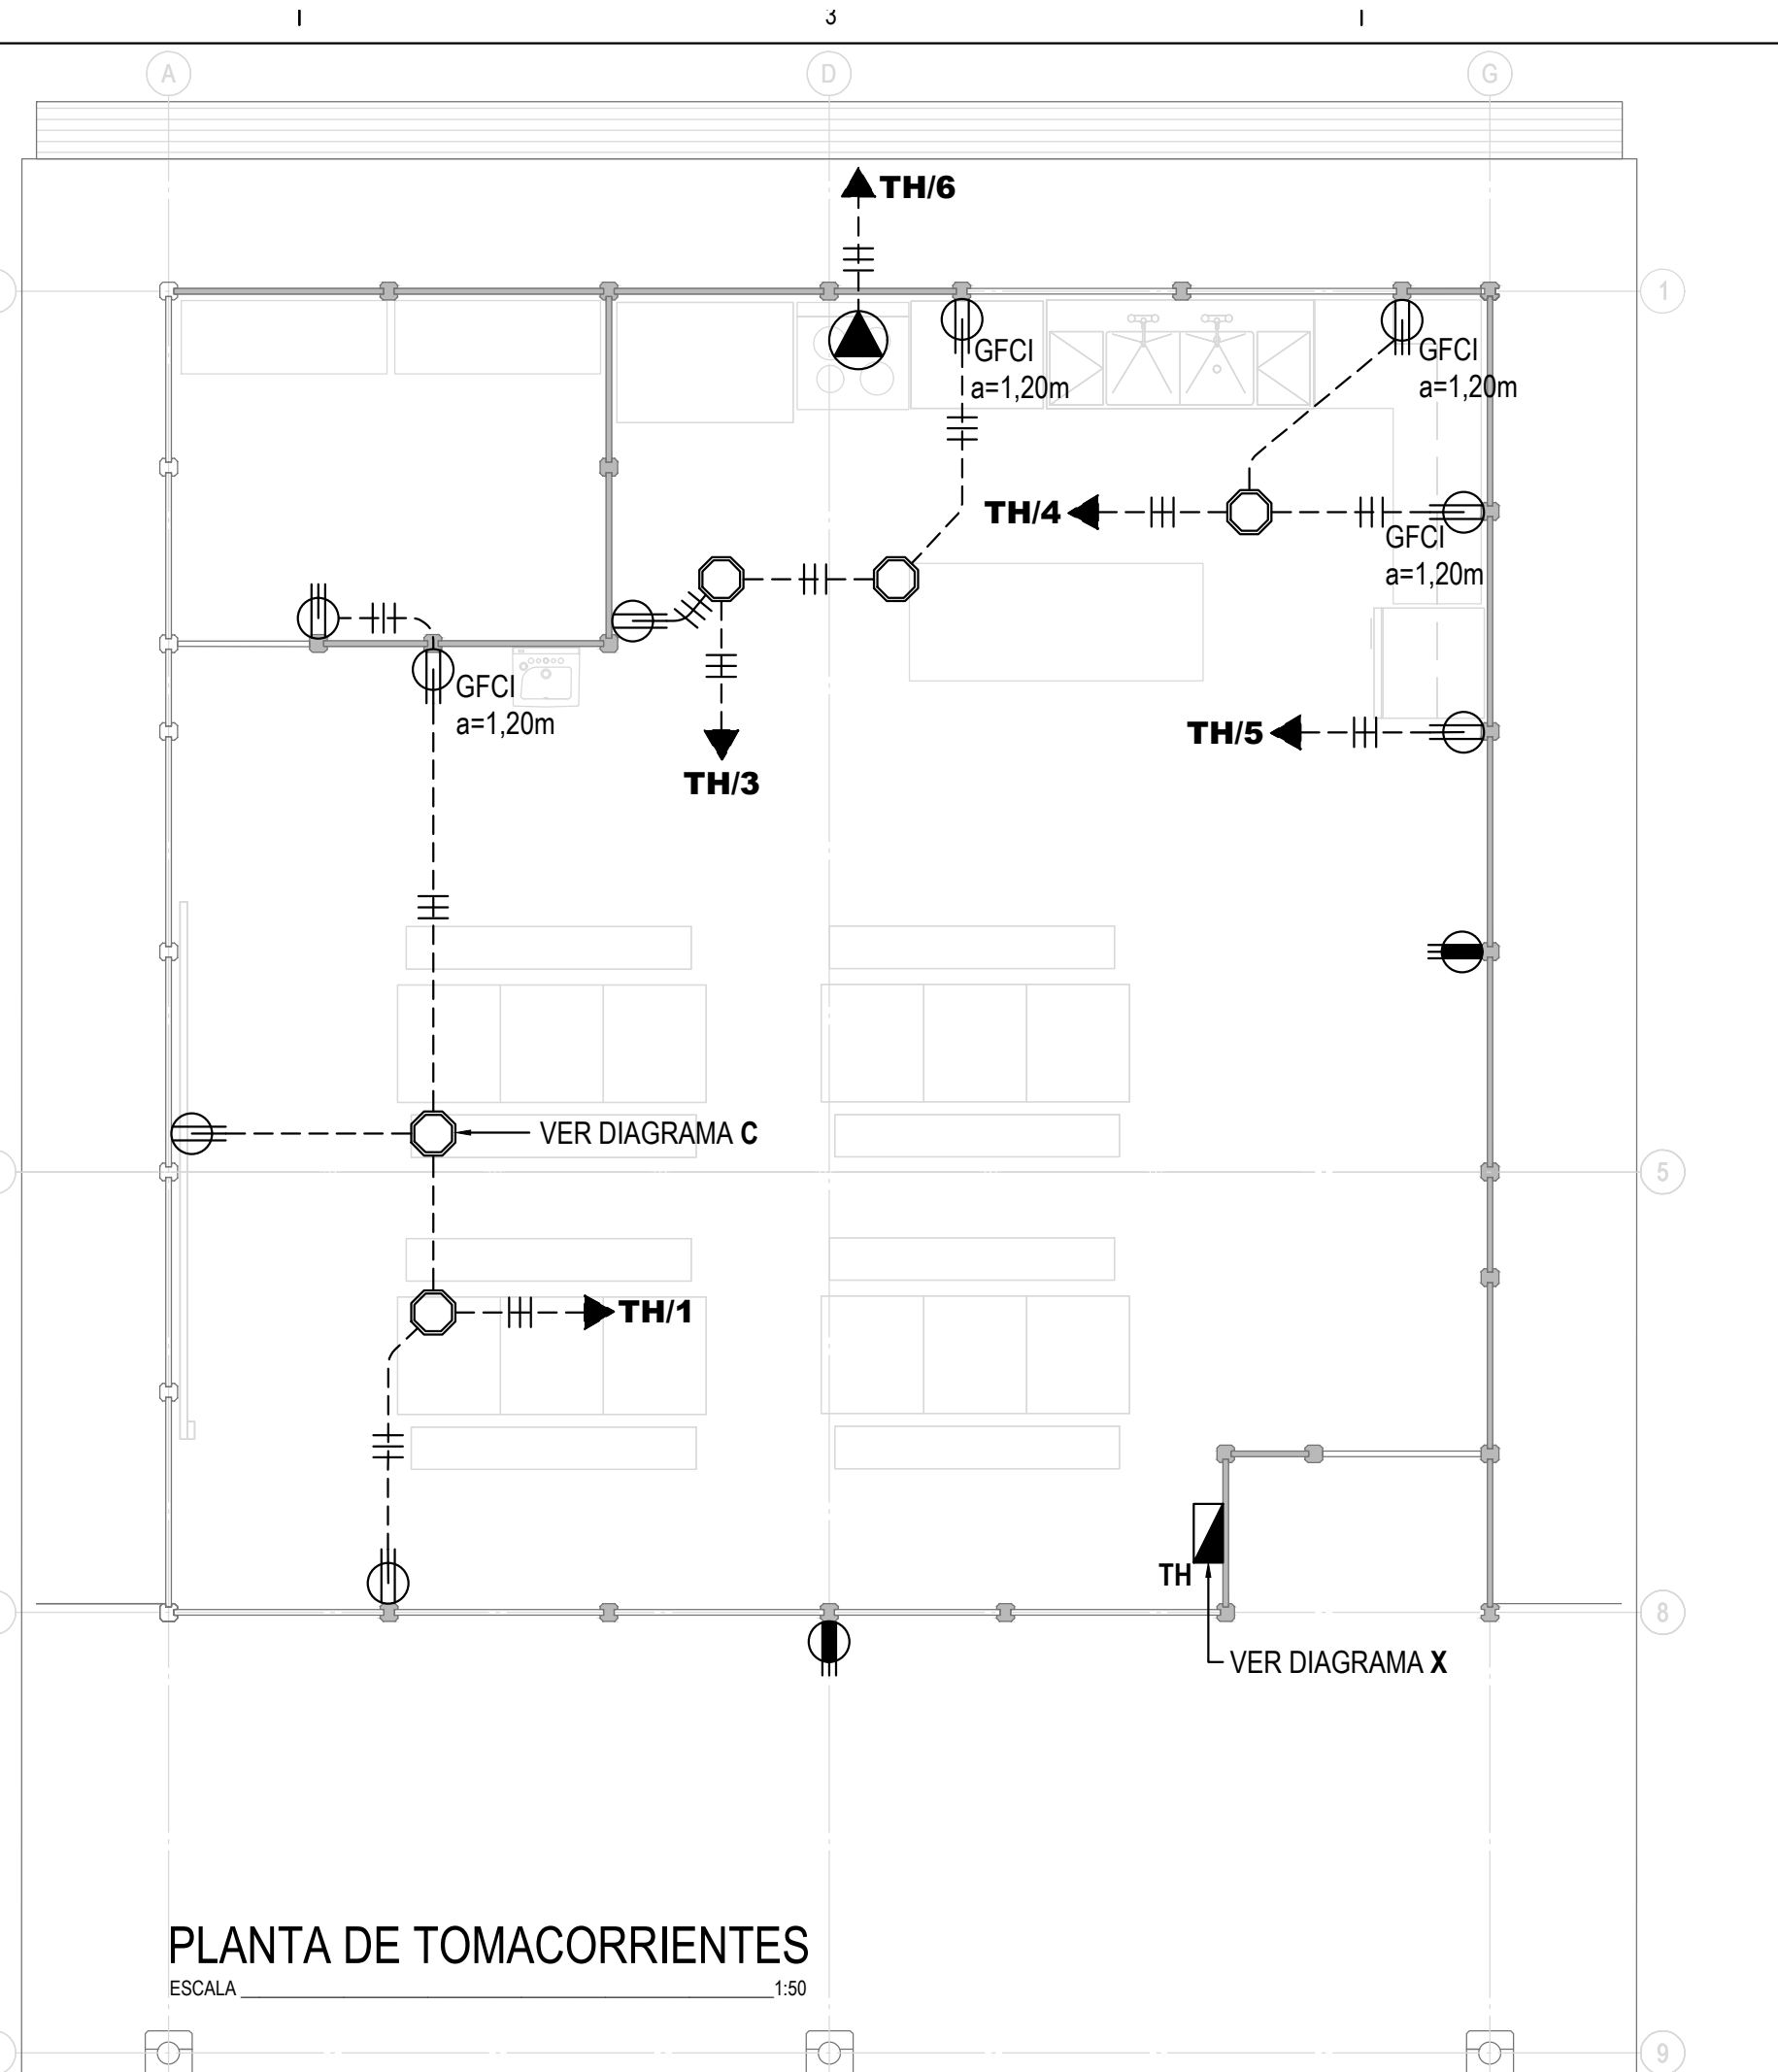 3
A
D
G
TH/6
1
GFCI
a=1,20m
GFCI
a=1,20m
TH/4
GFCI
a=1,20m
GFCI
a=1,20m
TH/5
TH/3
VER DIAGRAMA C
5
TH/1
TH
8
VER DIAGRAMA X
PLANTA DE TOMACORRIENTES
ESCALA 1:50
9